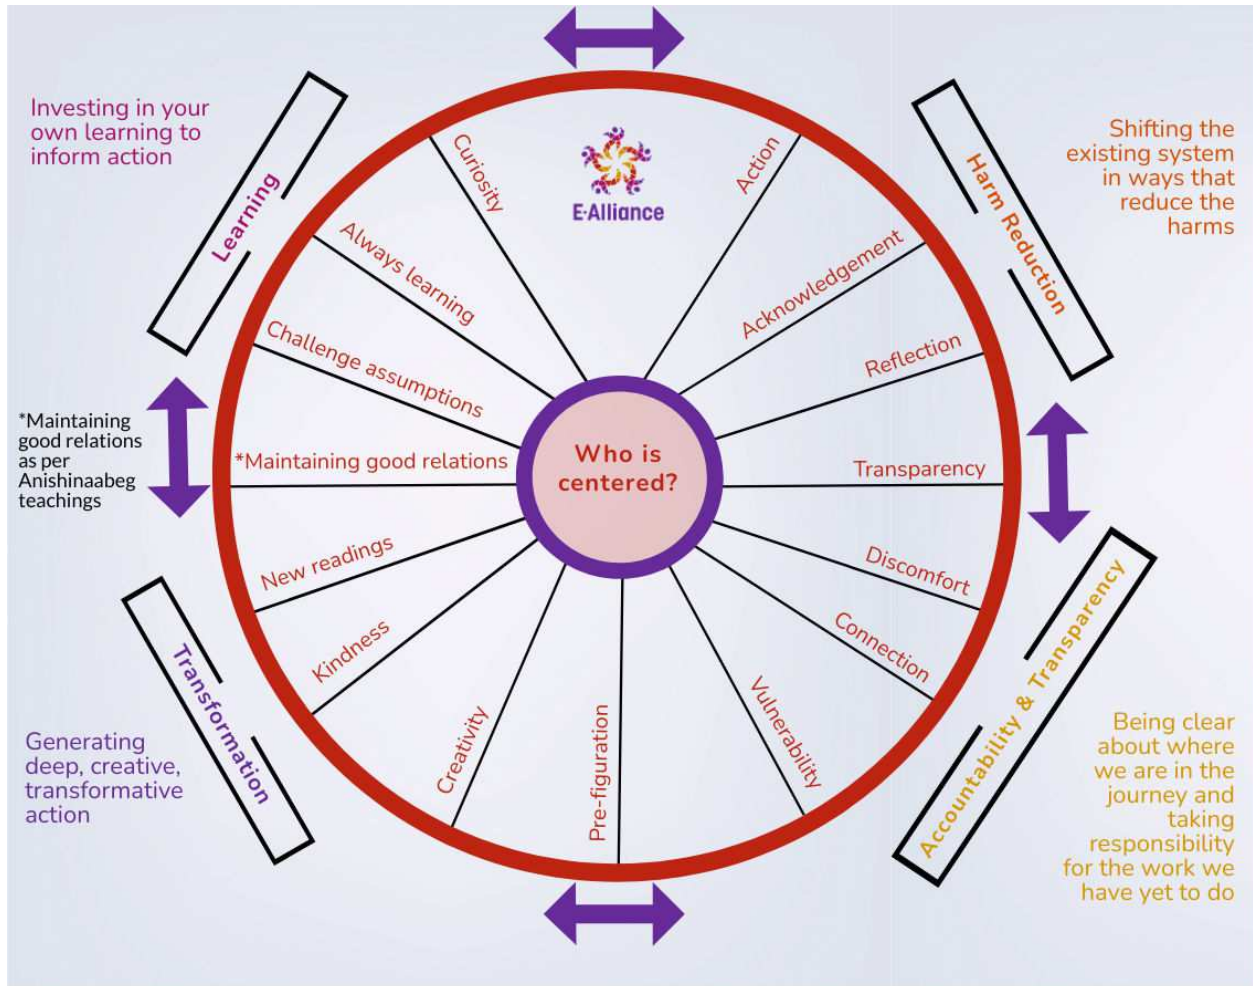 Investing in your
own learning to
inform action
Learning
Harm Reduction
Shifting the
existing system
in ways that
reduce the
harms
E-Alliance
Curiosity
Action
Always learning
Acknowledgement
Challenge assumptions
Reflection
*Maintaining
good relations
as per
Anishinaabeg
teachings
*Maintaining good relations
Who is
centered?
Transparency
New readings
Discomfort
Kindness
Connection
Creativity
Pre-figuration
Vulnerability
Transformation
Generating
deep, creative,
transformative
action
Accountability & Transparency
Being clear
about where
we are in the
journey and
taking
responsibility
for the work we
have yet to do